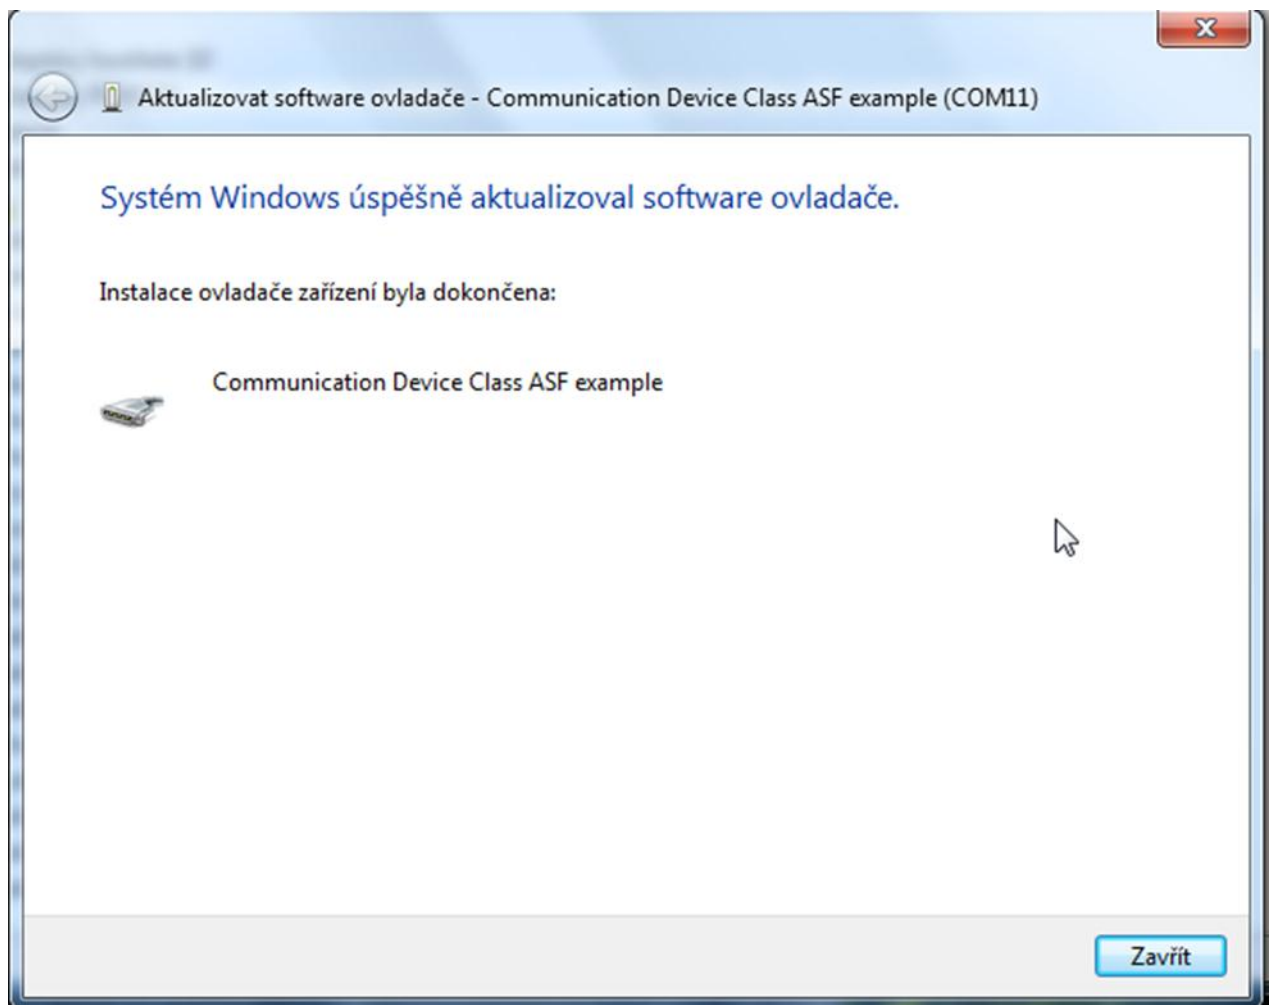 Aktualizovat software ovladače - Communication Device Class ASF example (COM11)
Systém Windows úspěšně aktualizoval software ovladače.
Instalace ovladače zařízení byla dokončena:
Communication Device Class ASF example
Zavřít